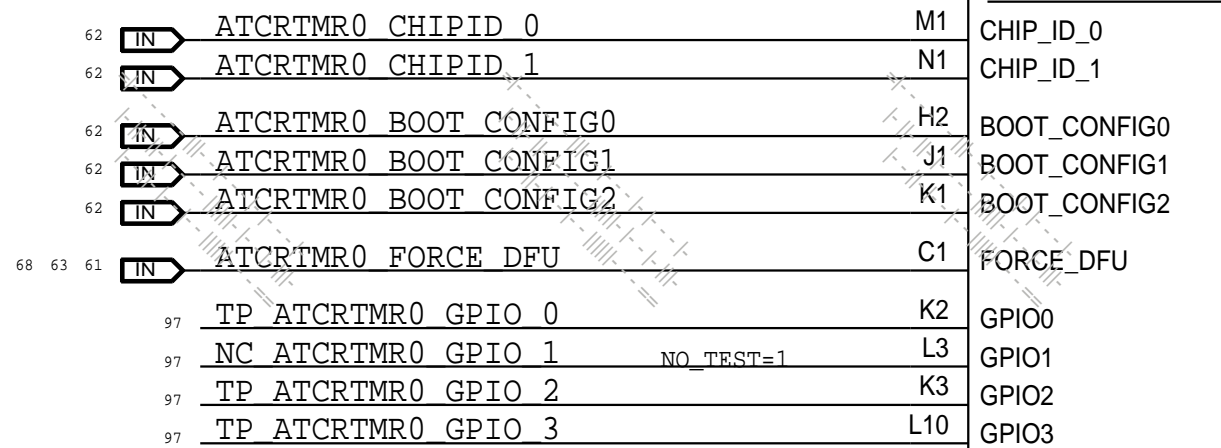 62 IN ATCRTMR0_CHIPID_0 M1 CHIP_ID_0
62 IN ATCRTMR0_CHIPID_1 N1 CHIP_ID_1
62 IN ATCRTMR0_BOOT_CONFIG0 H2 BOOT_CONFIG0
62 IN ATCRTMR0_BOOT_CONFIG1 J1 BOOT_CONFIG1
62 IN ATCRTMR0_BOOT_CONFIG2 K1 BOOT_CONFIG2
68 63 61 IN ATCRTMR0_FORCE_DFU C1 FORCE_DFU
97 TP_ATCRTMR0_GPIO_0 K2 GPIO0
97 NC_ATCRTMR0_GPIO_1 NO_TEST=1 L3 GPIO1
97 TP_ATCRTMR0_GPIO_2 K3 GPIO2
97 TP_ATCRTMR0_GPIO_3 L10 GPIO3